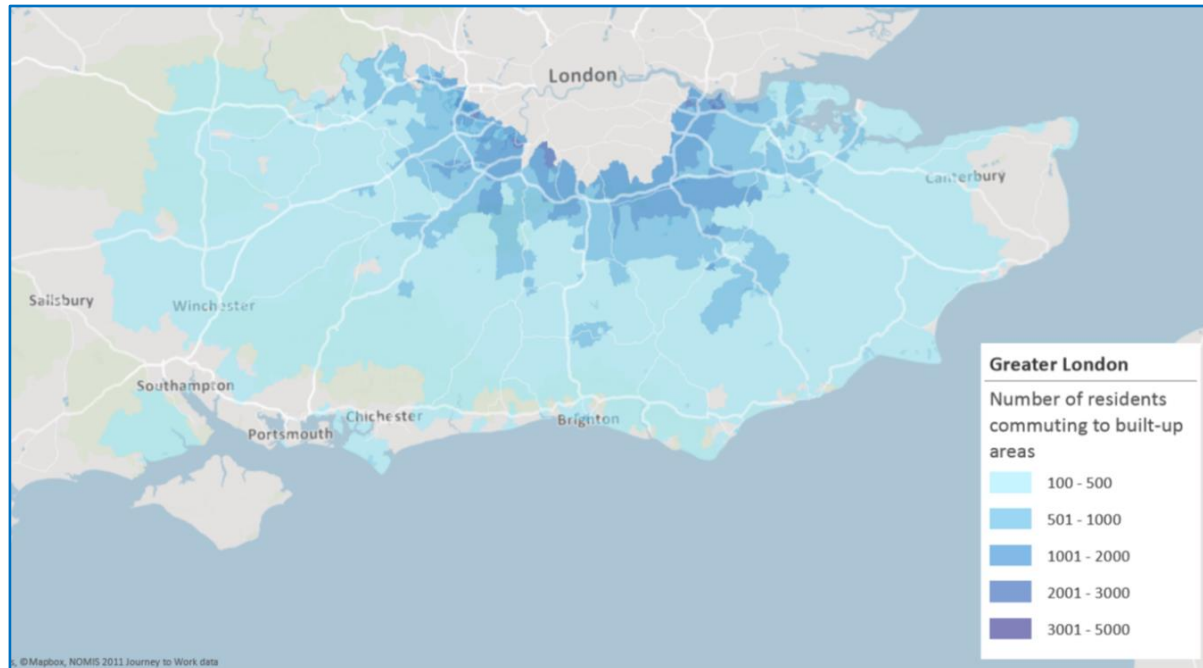 London
Canterbury
Salisbury
Winchester
Southampton
Chichester
Portsmouth
Brighton
Greater London
Number of residents
commuting to built-up
areas
100 - 500
501 - 1000
1001 - 2000
2001 - 3000
3001 - 5000
, ©Mapbox, NOMIS 2011 Journey to Work data